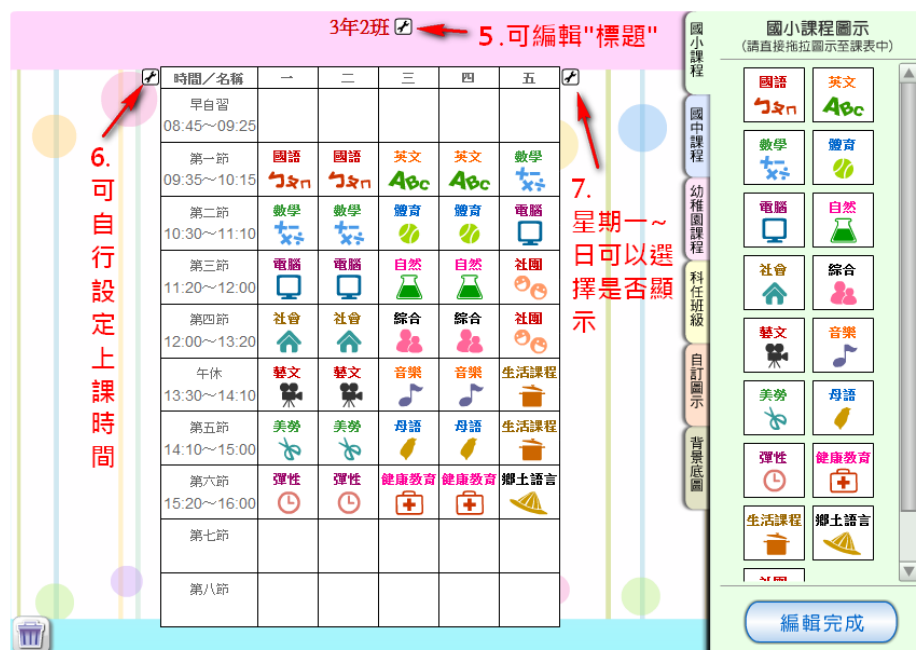 3年2班
5.可編輯"標題"
6.
可
自
行
設
定
上
課
時
間
7.
星期一~
日可以選
擇是否顯
示
時間／名稱 一 二 三 四 五
早自習
08:45～09:25
第一節 國語 國語 英文 英文 數學
09:35～10:15 ㄅㄆㄇ ㄅㄆㄇ ABC ABC
第二節 數學 數學 體育 體育 電腦
10:30～11:10
第三節 電腦 電腦 自然 自然 社團
11:20～12:00
第四節 社會 社會 綜合 綜合 社團
12:00～13:20
午休 藝文 藝文 音樂 音樂 生活課程
13:30～14:10
第五節 美勞 美勞 母語 母語 生活課程
14:10～15:00
第六節 彈性 彈性 健康教育 健康教育 鄉土語言
15:20～16:00
第七節
第八節
國小課程
國中課程
幼稚園課程
科任班級
自訂圖示
背景底圖
國小課程圖示
(請直接拖拉圖示至課表中)
國語 英文
ㄅㄆㄇ ABC
數學 體育
電腦 自然
社會 綜合
藝文 音樂
美勞 母語
彈性 健康教育
生活課程 鄉土語言
社團
編輯完成